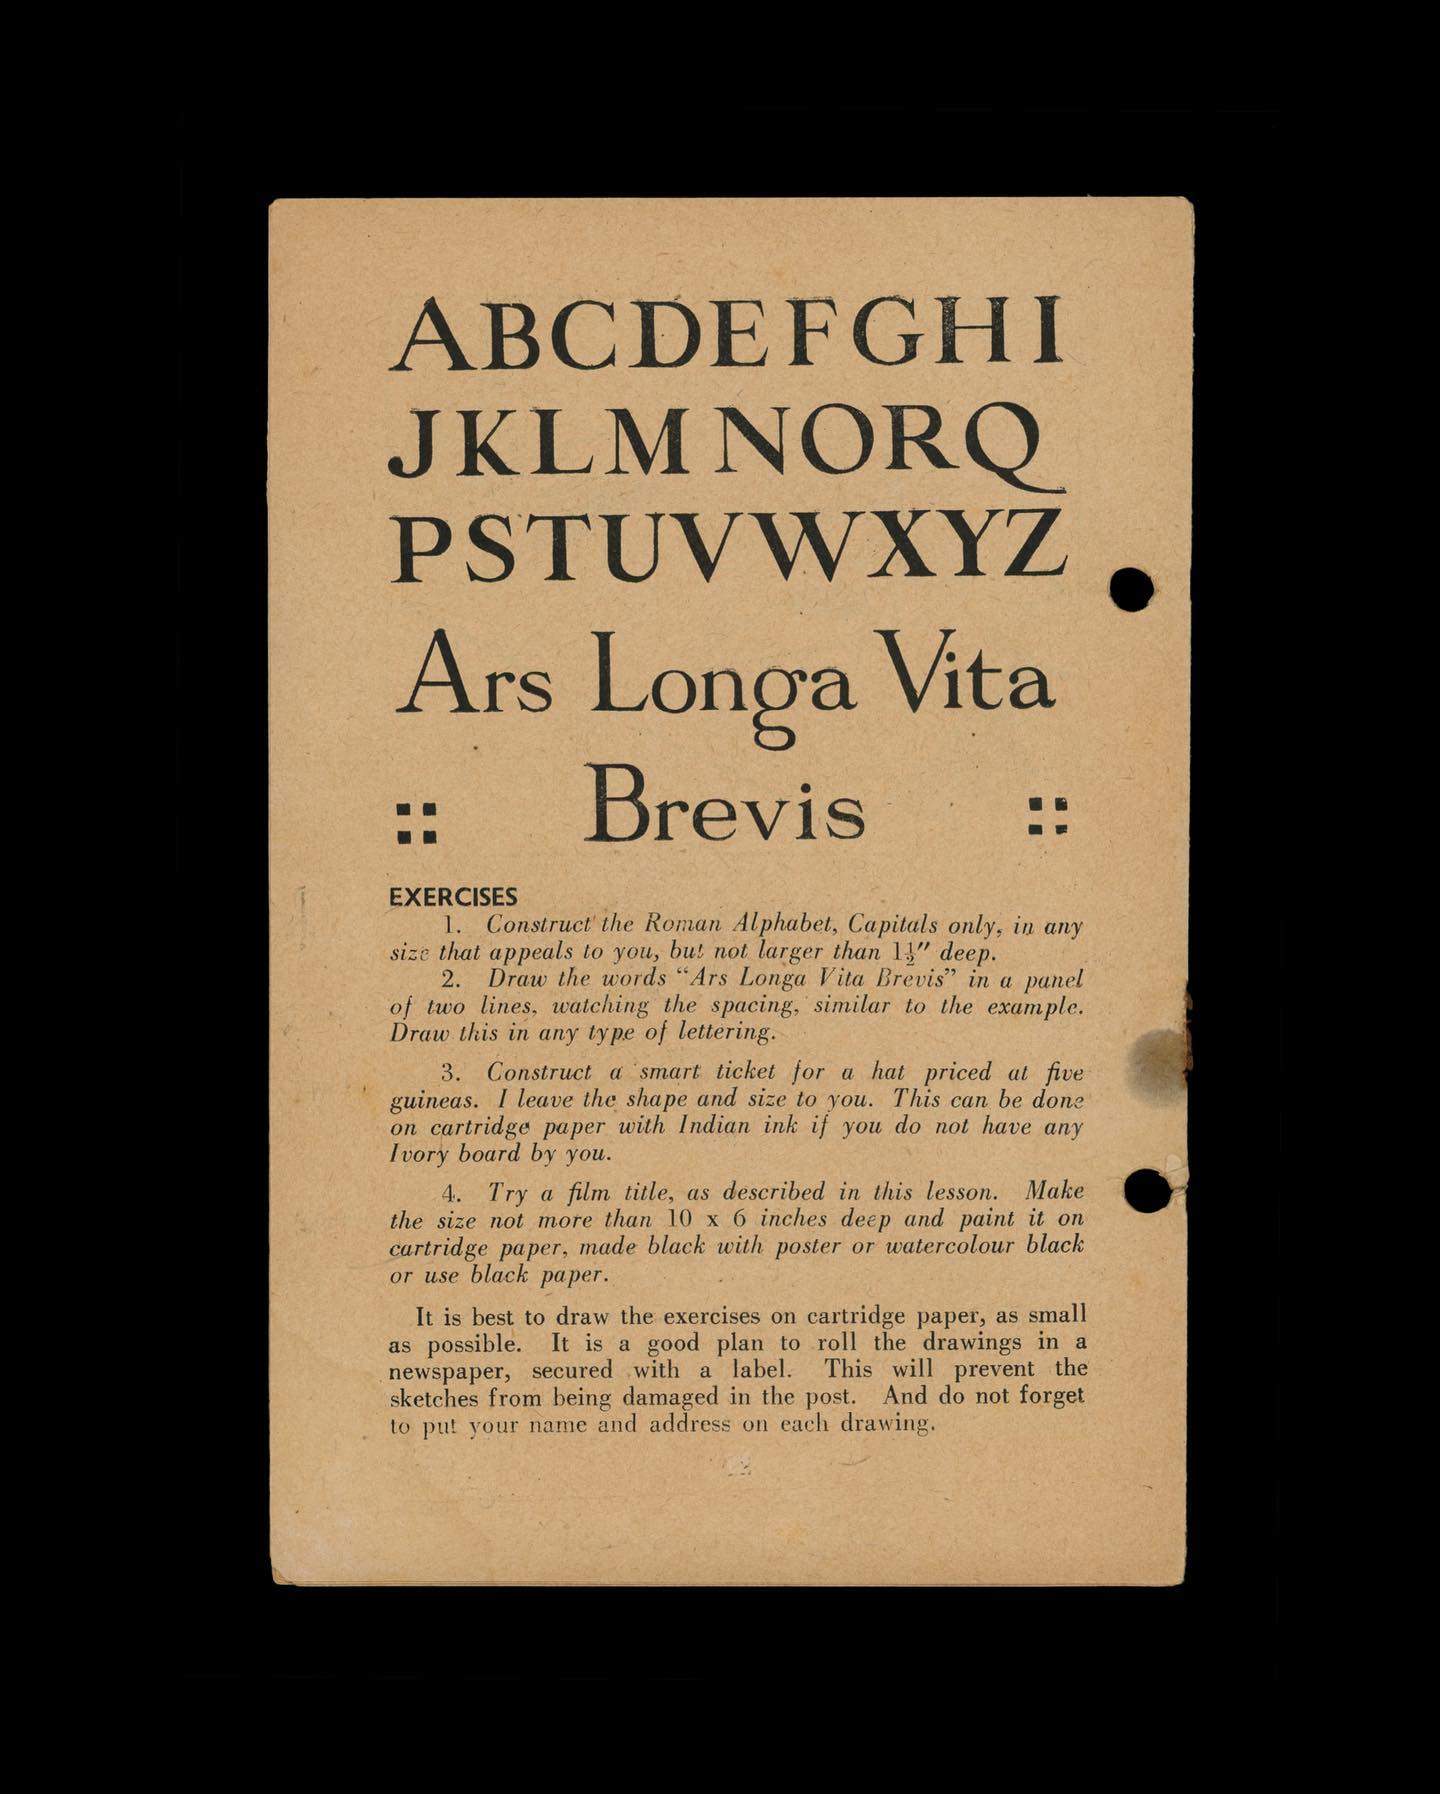 ABCDEFGHI
JKLMNORQ
PSTUVWXYZ
Ars Longa Vita
Brevis
EXERCISES
1. Construct the Roman Alphabet, Capitals only, in any
size that appeals to you, but not larger than 1½" deep.
2. Draw the words “Ars Longa Vita Brevis” in a panel
of two lines, watching the spacing, similar to the example.
Draw this in any type of lettering.
3. Construct a smart ticket for a hat priced at five
guineas. I leave the shape and size to you. This can be done
on cartridge paper with Indian ink if you do not have any
Ivory board by you.
4. Try a film title, as described in this lesson. Make
the size not more than 10 x 6 inches deep and paint it on
cartridge paper, made black with poster or watercolour black
or use black paper.
It is best to draw the exercises on cartridge paper, as small
as possible. It is a good plan to roll the drawings in a
newspaper, secured with a label. This will prevent the
sketches from being damaged in the post. And do not forget
to put your name and address on each drawing.